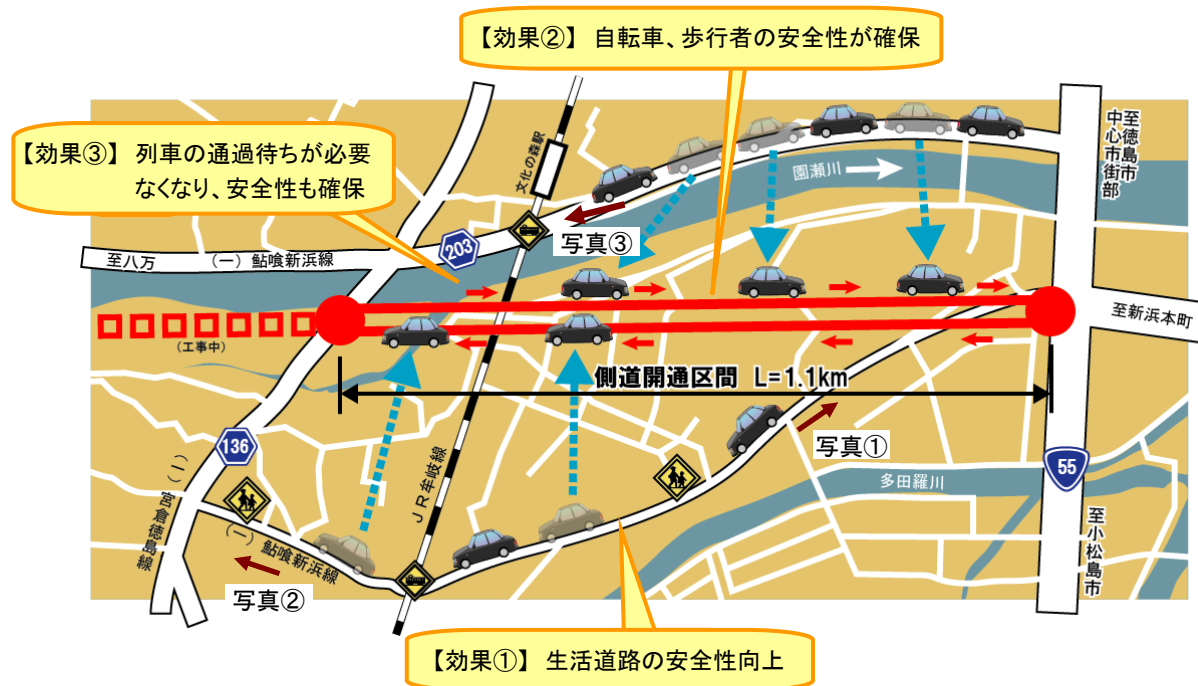 【効果②】 自転車、歩行者の安全性が確保
【効果③】 列車の通過待ちが必要
なくなり、安全性も確保
文化の森駅
至徳島市
中心市街部
園瀬川
写真③
203
至八万
(一)鮎喰新浜線
(工事中)
至新浜本町
側道開通区間 L=1.1km
136
(一)宮倉徳島線
JR牟岐線
写真①
55
多田羅川
(一)鮎喰新浜線
写真②
至小松島市
【効果①】 生活道路の安全性向上